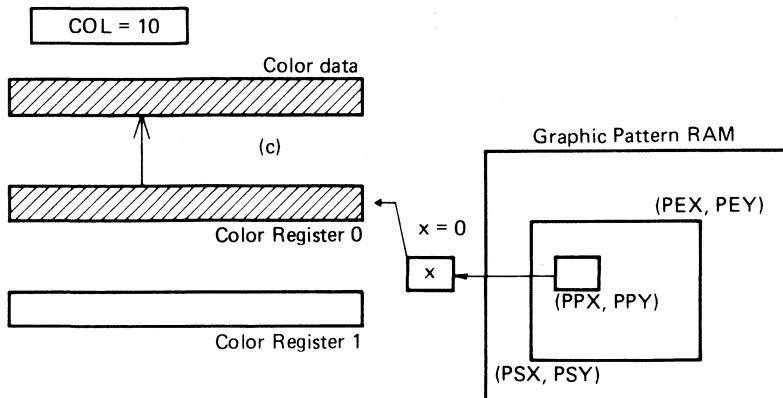 COL = 10
Color data
(c)
Graphic Pattern RAM
(PEX, PEY)
x = 0
Color Register 0
x
(PPX, PPY)
Color Register 1
(PSX, PSY)